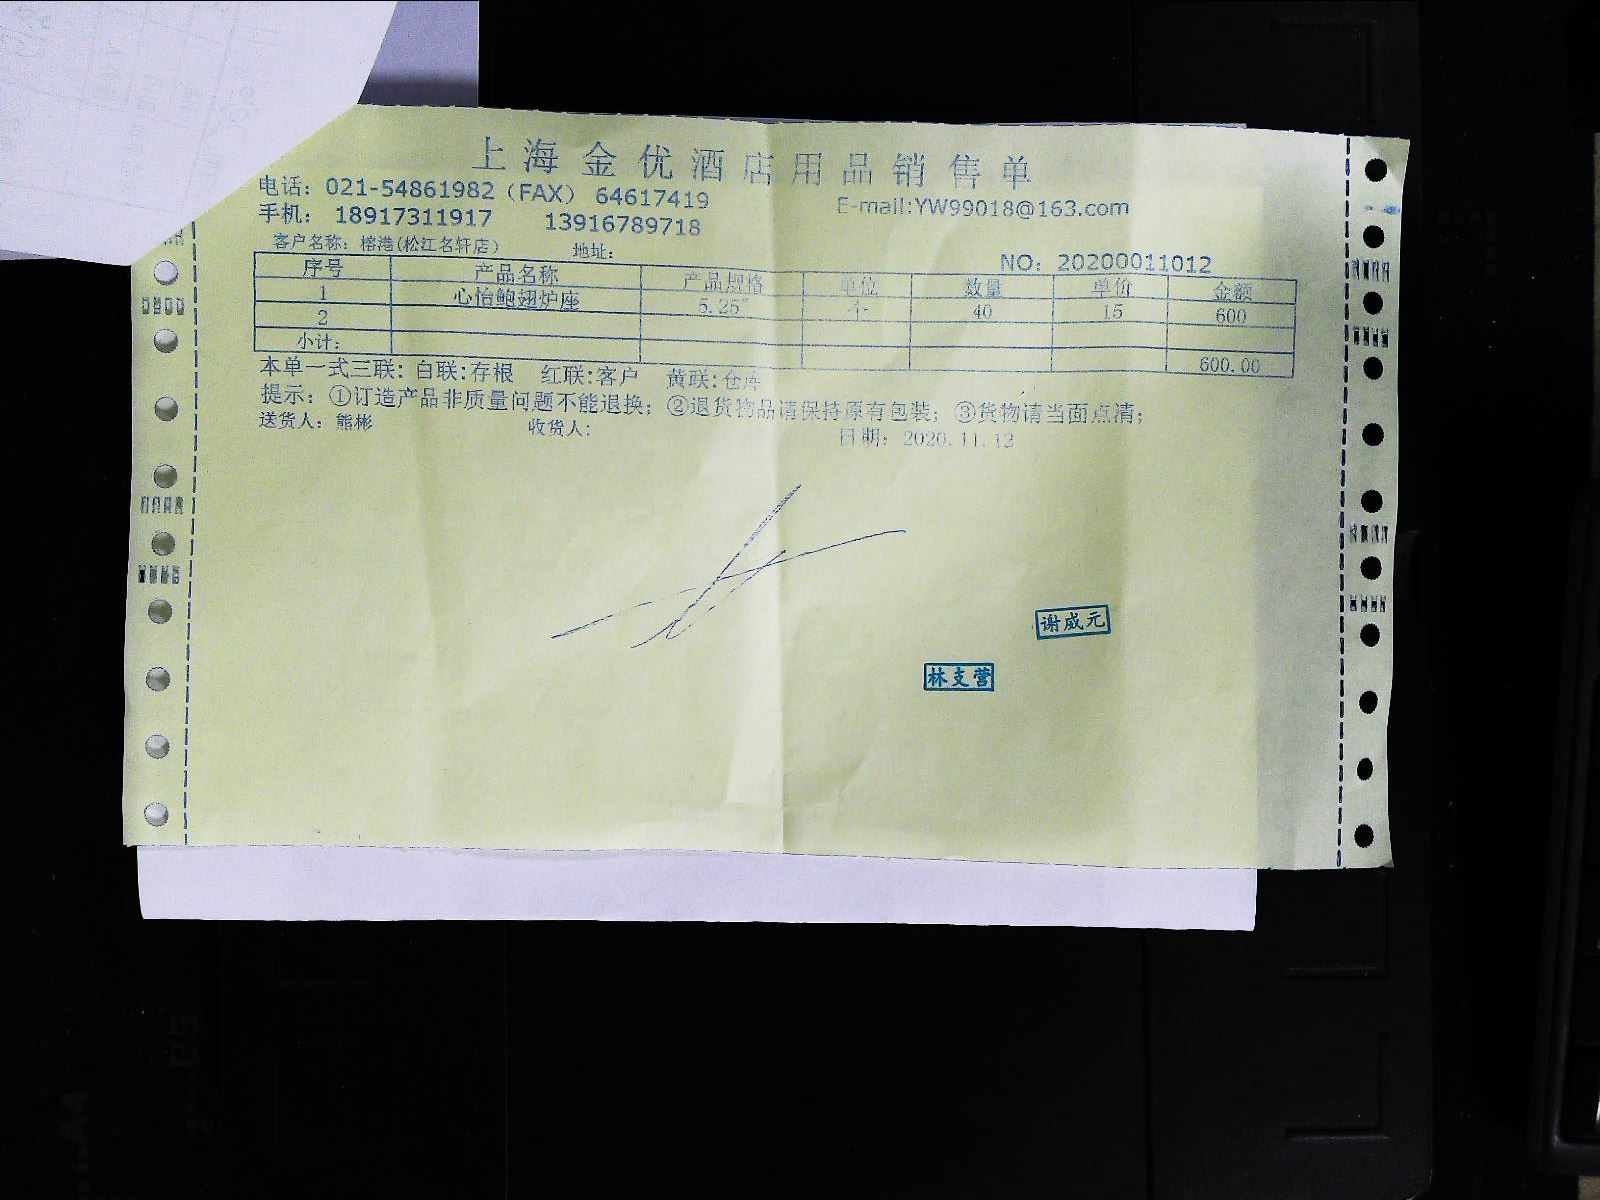 上海金优酒店用品销售单
电话：021-54861982（FAX） 64617419
手机： 18917311917 13916789718
E-mail:YW99018@163.com
客户名称：榕港(松江名轩店) 地址：
NO：20200011012
序号 产品名称 产品规格 单位 数量 单价 金额
1 心怡鲍翅炉座 5.25" 个 40 15 600
2
小计： 600.00
本单一式三联：白联：存根 红联：客户 黄联：仓库
提示：①订造产品非质量问题不能退换；②退货物品请保持原有包装；③货物请当面点清；
送货人：熊彬 收货人： 日期：2020.11.12
谢威元
林支营